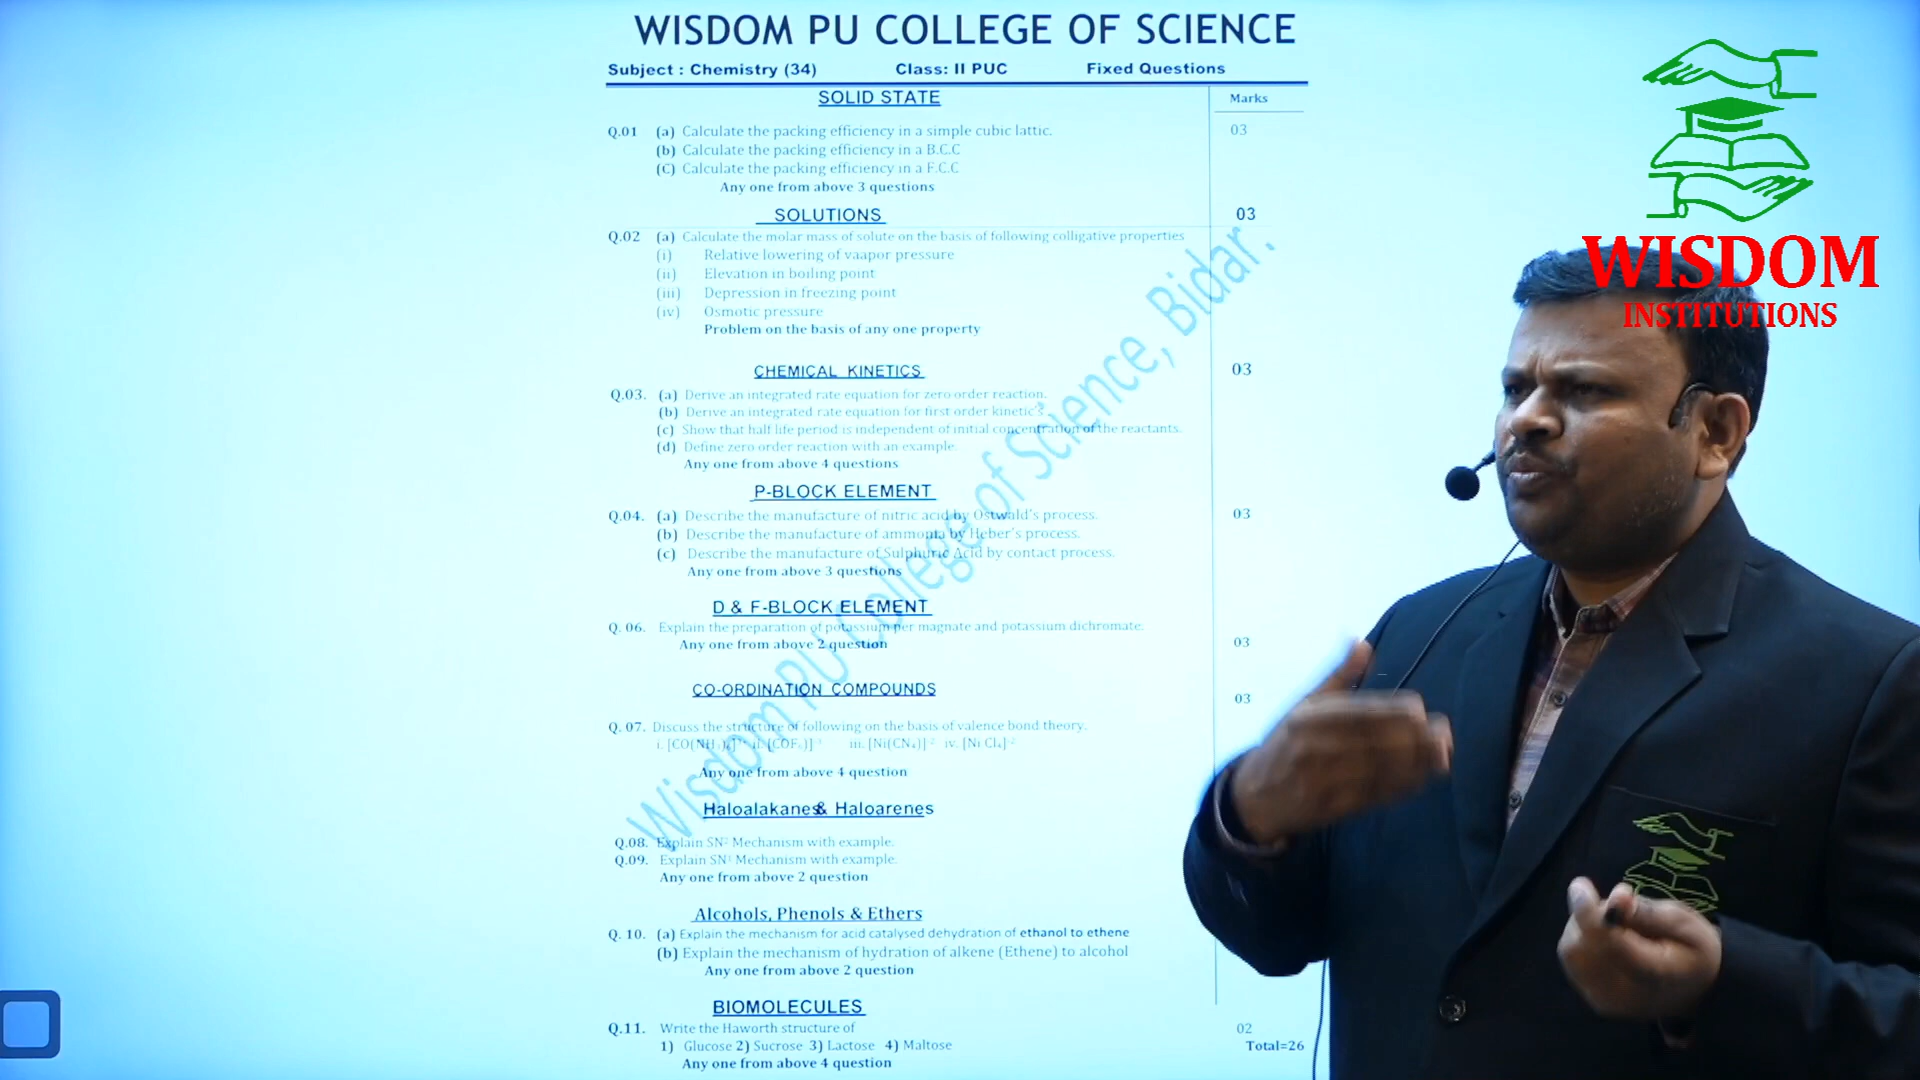 WISDOM PU COLLEGE OF SCIENCE
Subject : Chemistry (34) Class: II PUC Fixed Questions
SOLID STATE Marks
Q.01 (a) Calculate the packing efficiency in a simple cubic lattic. 03
(b) Calculate the packing efficiency in a B.C.C
(C) Calculate the packing efficiency in a F.C.C
Any one from above 3 questions
SOLUTIONS 03
Q.02 (a) Calculate the molar mass of solute on the basis of following colligative properties
(i) Relative lowering of vaapor pressure
(ii) Elevation in boiling point
(iii) Depression in freezing point
(iv) Osmotic pressure
Problem on the basis of any one property
CHEMICAL KINETICS 03
Q.03. (a) Derive an integrated rate equation for zero order reaction.
(b) Derive an integrated rate equation for first order kinetic's.
(c) Show that half life period is independent of initial concentration of the reactants.
(d) Define zero order reaction with an example.
Any one from above 4 questions
P-BLOCK ELEMENT
Q.04. (a) Describe the manufacture of nitric acid by Ostwald's process. 03
(b) Describe the manufacture of ammonia by Heber's process.
(c) Describe the manufacture of Sulphuric Acid by contact process.
Any one from above 3 questions
D & F-BLOCK ELEMENT
Q. 06. Explain the preparation of potassium per magnate and potassium dichromate.
Any one from above 2 question 03
CO-ORDINATION COMPOUNDS 03
Q. 07. Discuss the structure of following on the basis of valence bond theory.
iii. [Ni(CN₄)]⁻² iv. [Ni Cl₄]⁻²
Any one from above 4 question
Haloalakanes& Haloarenes
Q.08. Explain SN² Mechanism with example.
Q.09. Explain SN¹ Mechanism with example.
Any one from above 2 question
Alcohols, Phenols & Ethers
Q. 10. (a) Explain the mechanism for acid catalysed dehydration of ethanol to ethene
(b) Explain the mechanism of hydration of alkene (Ethene) to alcohol
Any one from above 2 question
BIOMOLECULES
Q.11. Write the Haworth structure of 02
1) Glucose 2) Sucrose 3) Lactose 4) Maltose Total=26
Any one from above 4 question
Wisdom PU College of Science, Bidar.
WISDOM
INSTITUTIONS